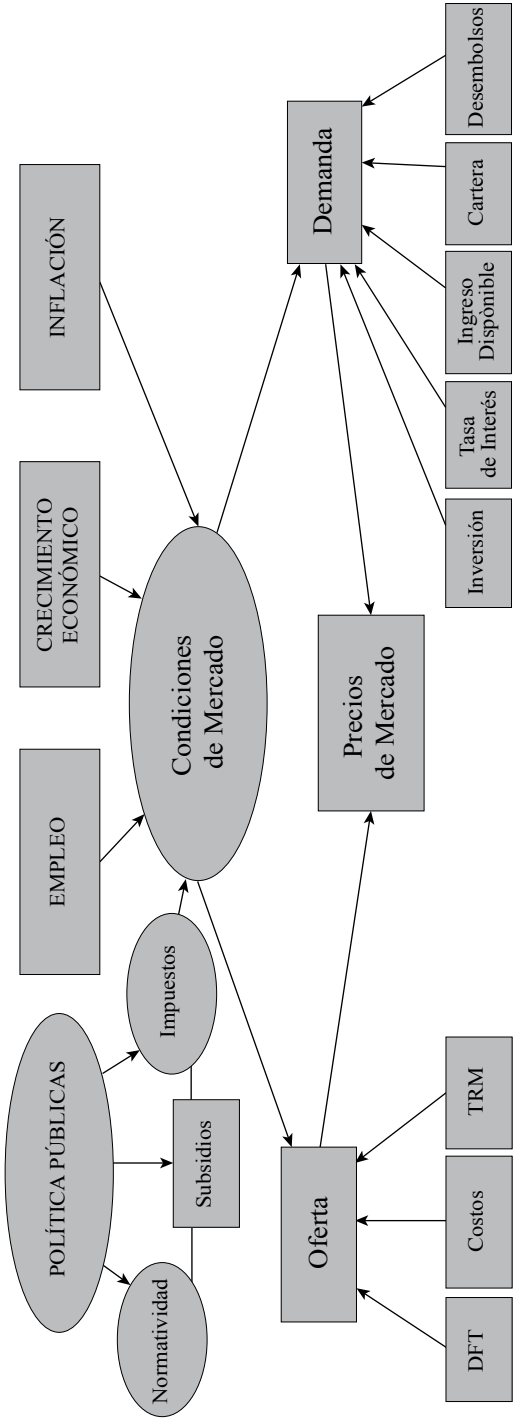 POLÍTICA PÚBLICAS
EMPLEO
CRECIMIENTO
ECONÓMICO
INFLACIÓN
Normatividad
Subsidios
Impuestos
Condiciones
de Mercado
Oferta
Precios
de Mercado
Demanda
DFT
Costos
TRM
Inversión
Tasa
de Interés
Ingreso
Dispònible
Cartera
Desembolsos